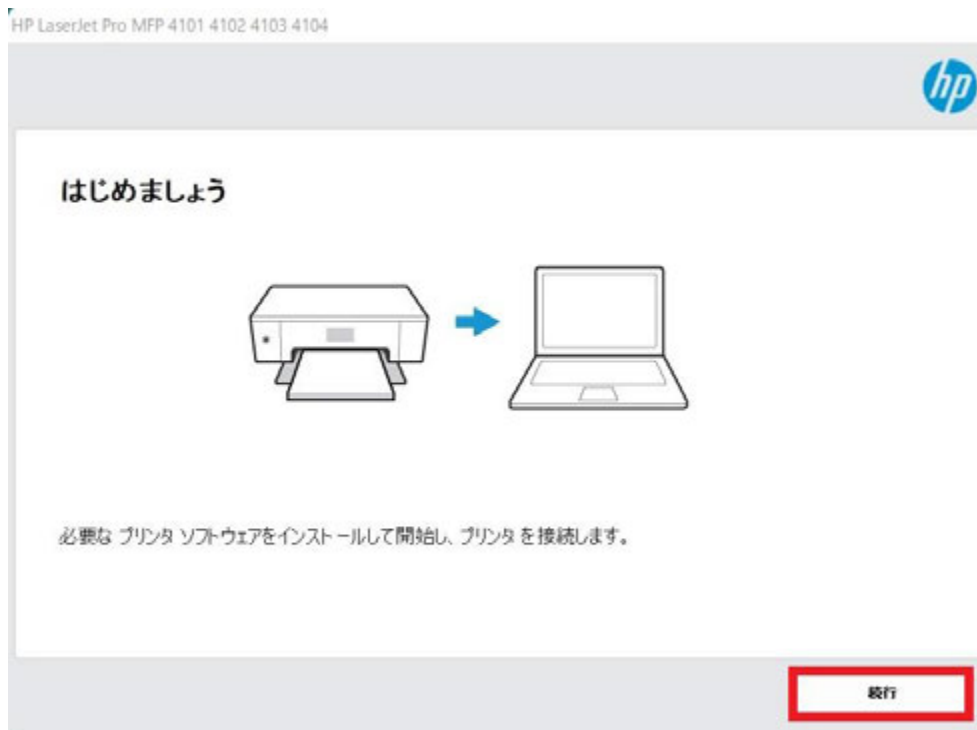 HP LaserJet Pro MFP 4101 4102 4103 4104
hp
はじめましょう
必要な プリンタ ソフトウェアをインストールして開始し、プリンタ を接続します。
続行